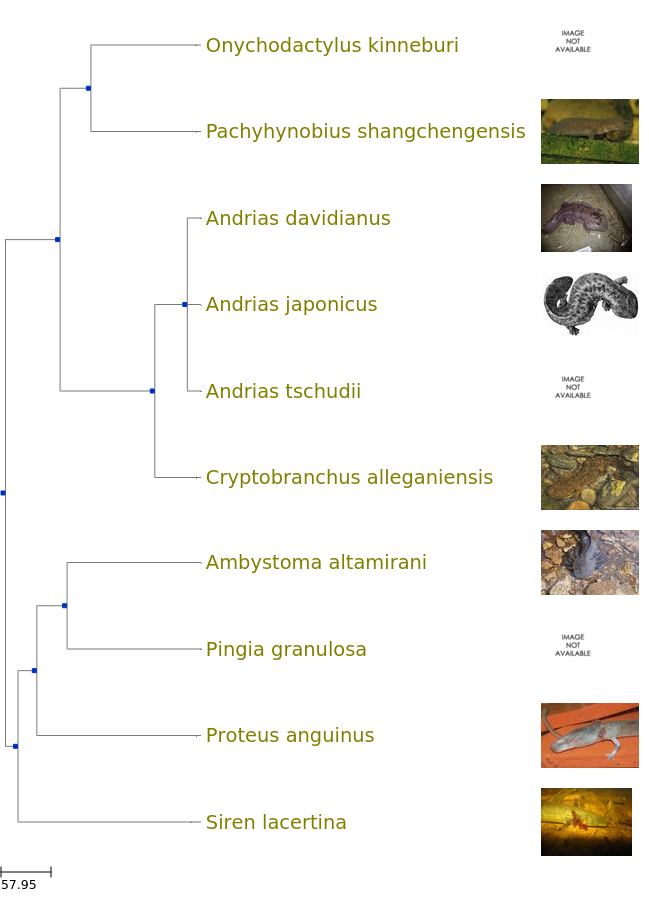 Onychodactylus kinneburi
IMAGE
NOT
AVAILABLE
Pachyhynobius shangchengensis
Andrias davidianus
Andrias japonicus
Andrias tschudii
IMAGE
NOT
AVAILABLE
Cryptobranchus alleganiensis
Ambystoma altamirani
Pingia granulosa
IMAGE
NOT
AVAILABLE
Proteus anguinus
Siren lacertina
57.95